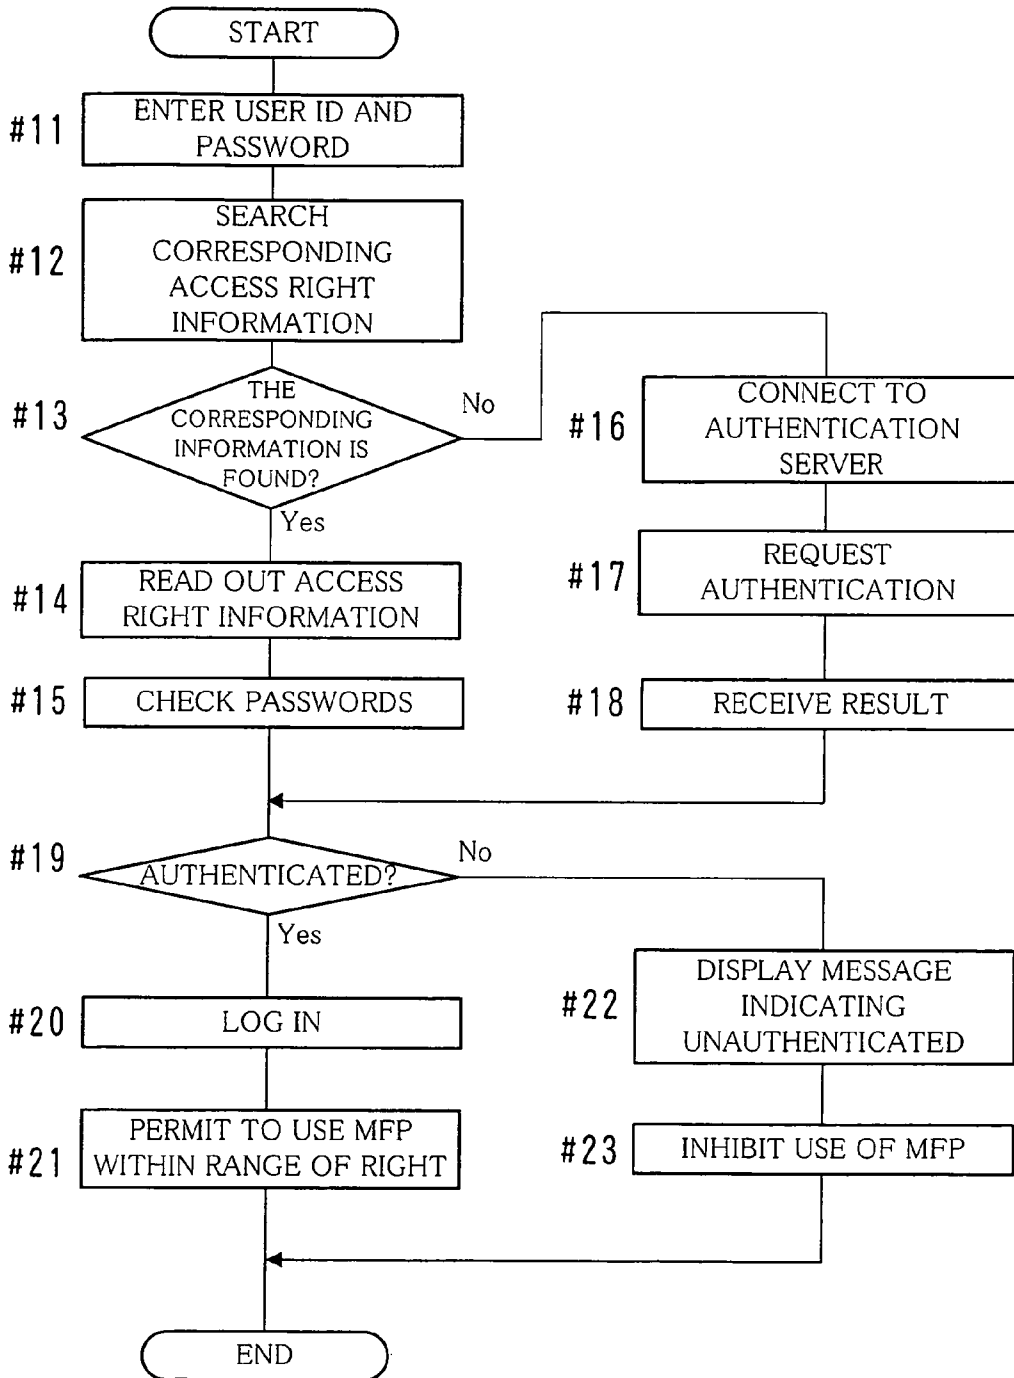 START
#11
ENTER USER ID AND
PASSWORD
#12
SEARCH
CORRESPONDING
ACCESS RIGHT
INFORMATION
#13
THE
CORRESPONDING
INFORMATION IS
FOUND?
No
Yes
#16
CONNECT TO
AUTHENTICATION
SERVER
#14
READ OUT ACCESS
RIGHT INFORMATION
#17
REQUEST
AUTHENTICATION
#15
CHECK PASSWORDS
#18
RECEIVE RESULT
#19
AUTHENTICATED?
No
Yes
#20
LOG IN
#22
DISPLAY MESSAGE
INDICATING
UNAUTHENTICATED
#21
PERMIT TO USE MFP
WITHIN RANGE OF RIGHT
#23
INHIBIT USE OF MFP
END